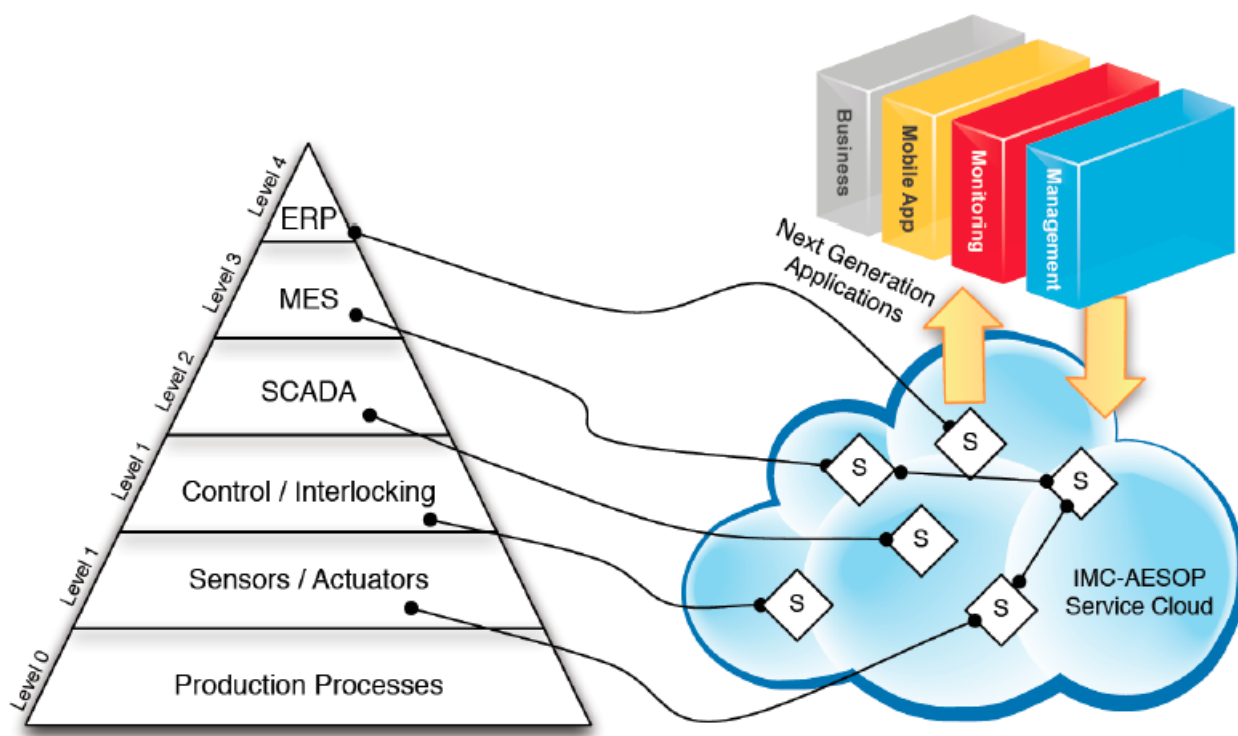 Level 4
ERP
Level 3
MES
Level 2
SCADA
Level 1
Control / Interlocking
Level 1
Sensors / Actuators
Level 0
Production Processes
Business
Mobile App
Monitoring
Management
Next Generation
Applications
S
S
S
S
S
S
IMC-AESOP
Service Cloud